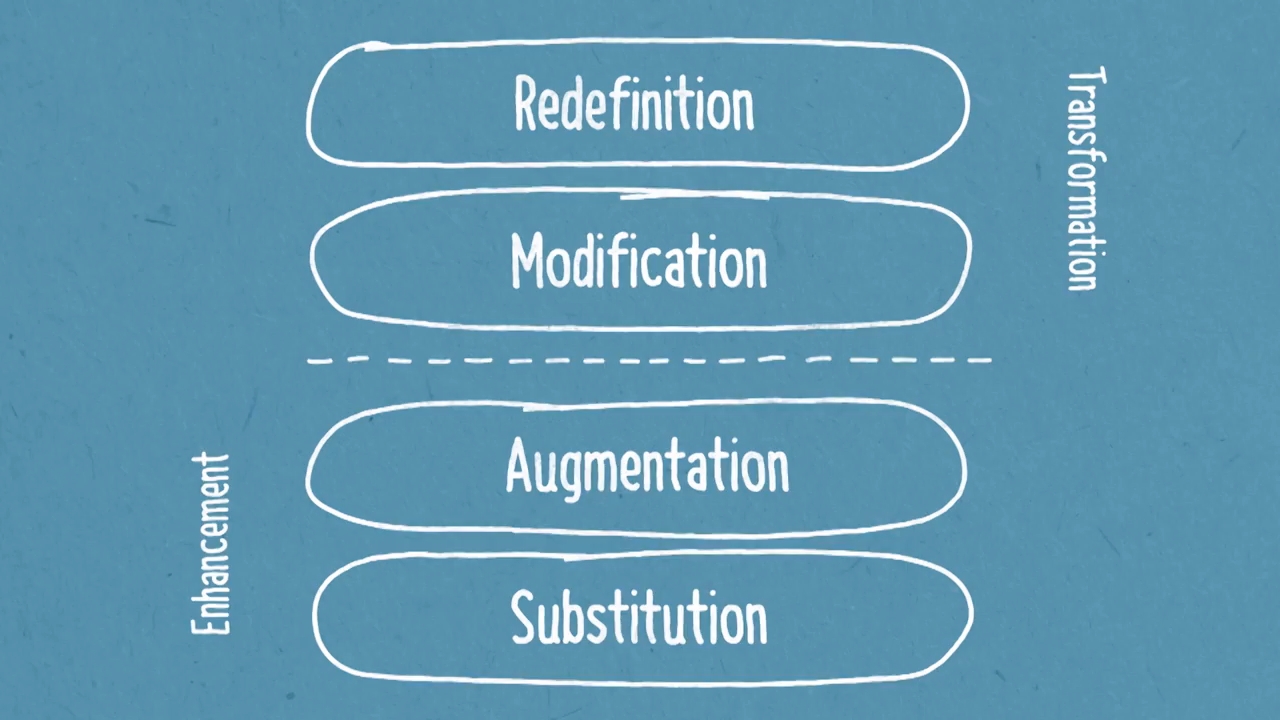 Redefinition
Transformation
Modification
Augmentation
Enhancement
Substitution